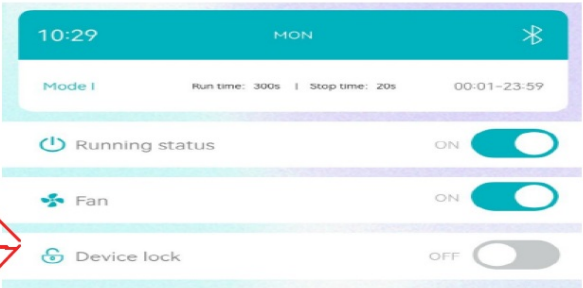 10:29 MON
Mode I Run time: 300s | Stop time: 20s 00:01-23:59
Running status ON
Fan ON
Device lock OFF